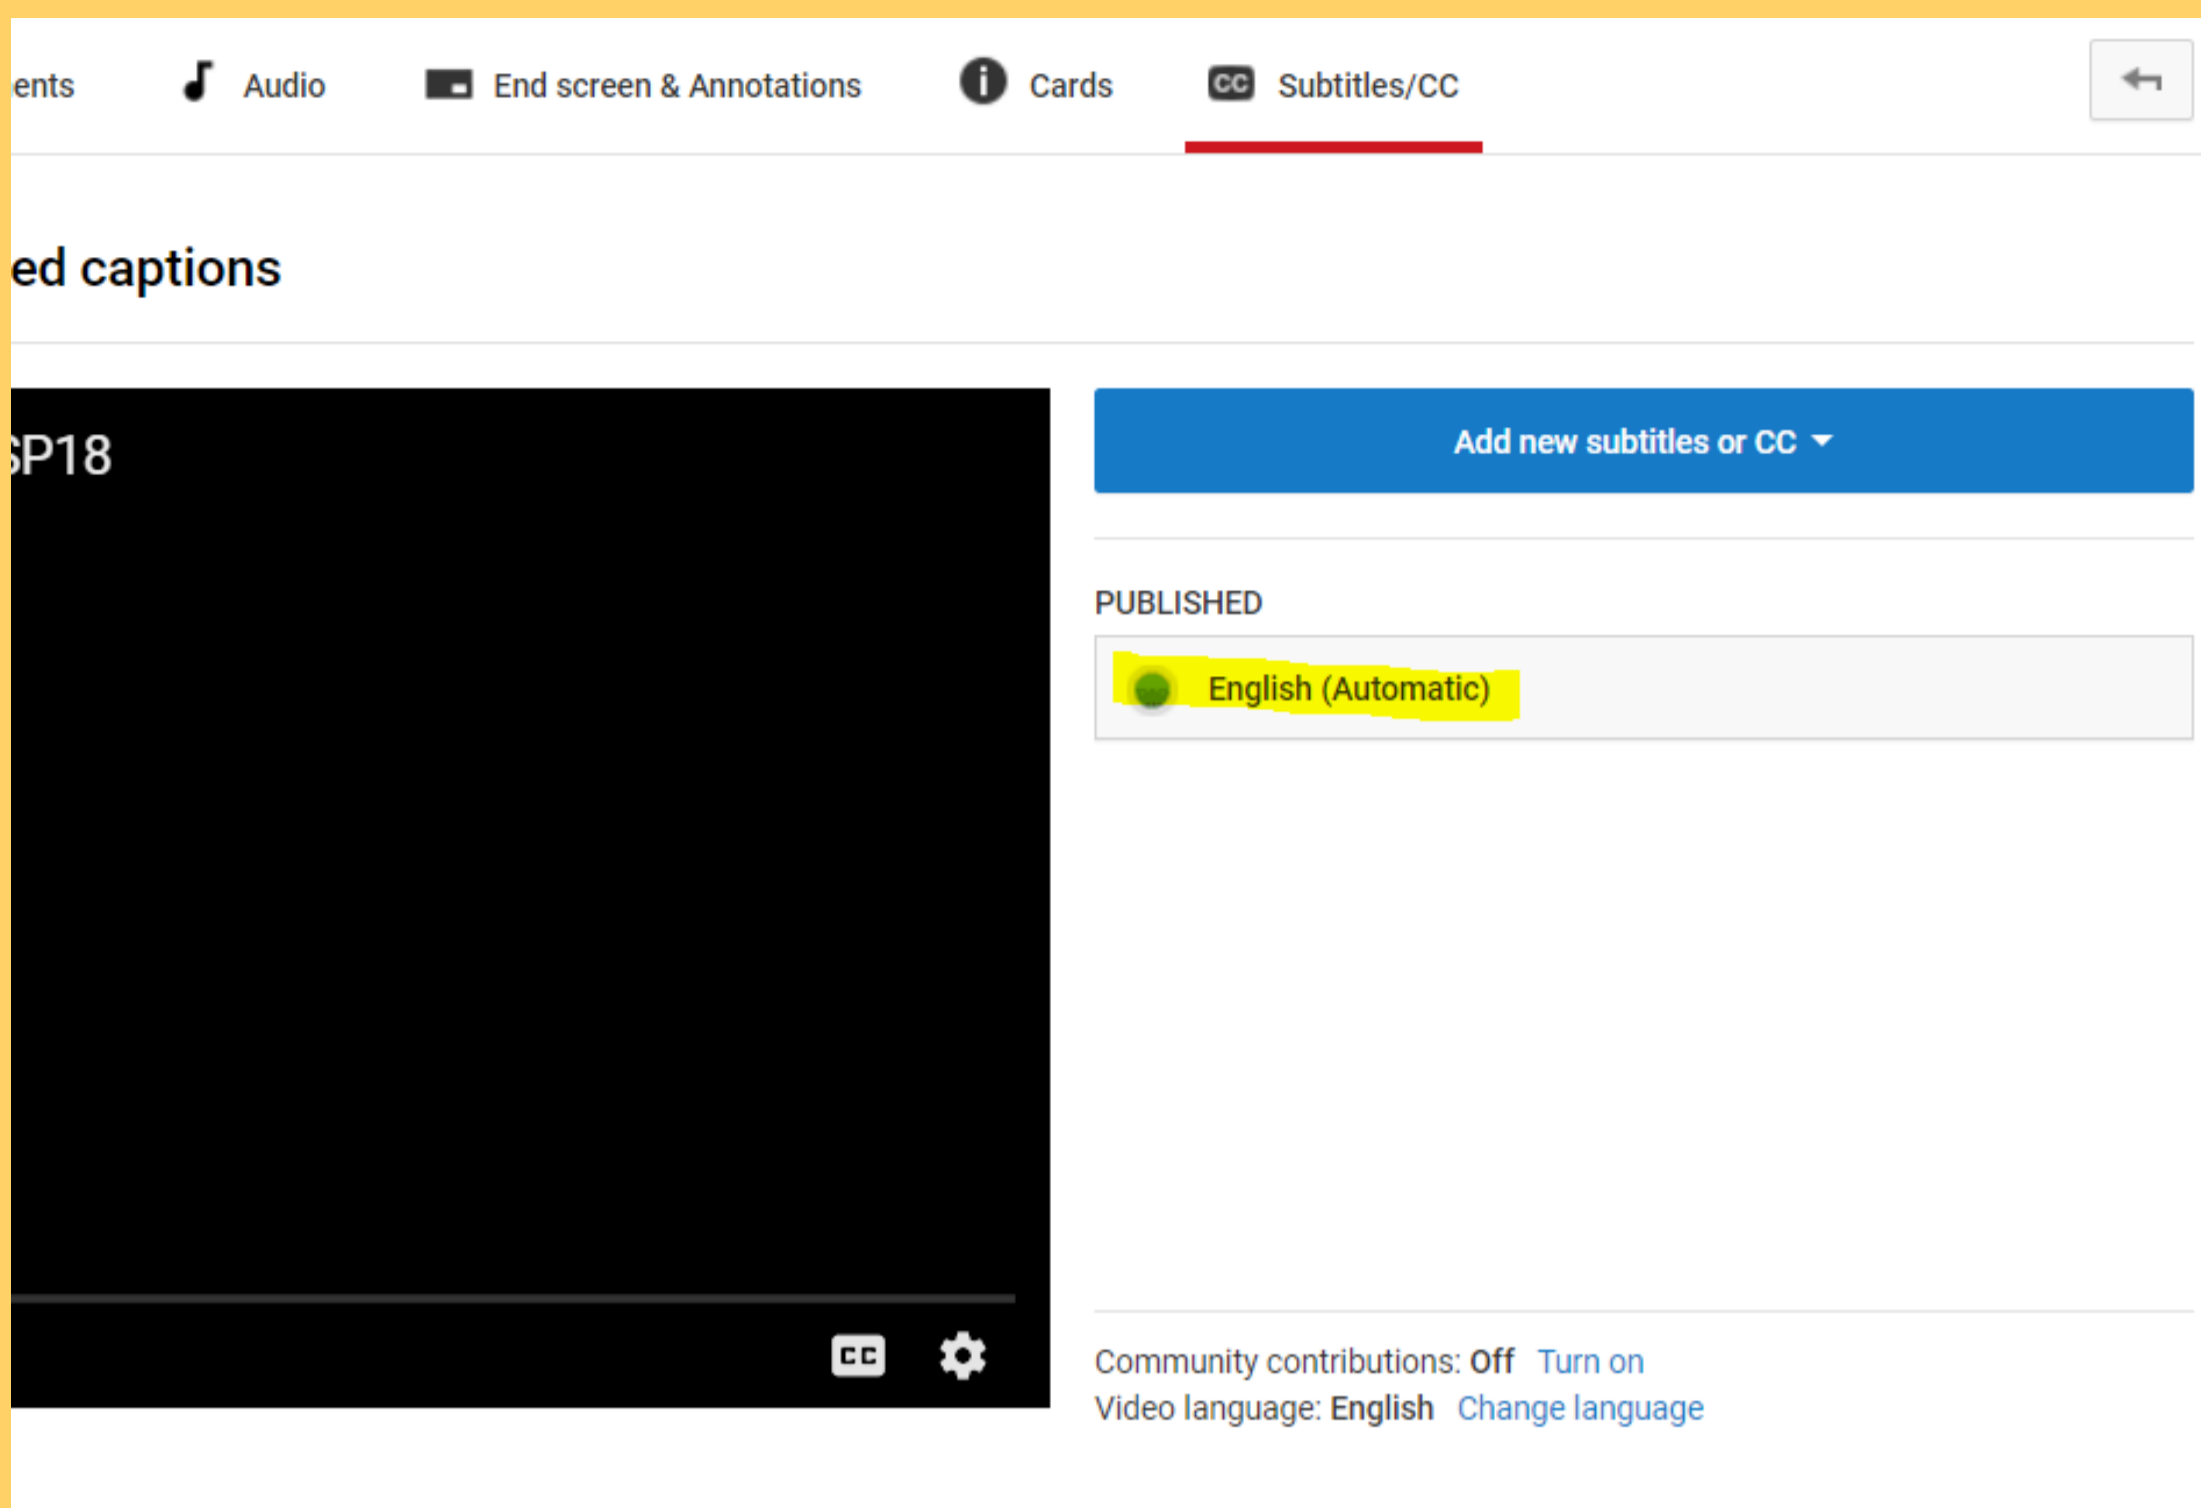 ents Audio End screen & Annotations Cards CC Subtitles/CC
ed captions
SP18
Add new subtitles or CC
PUBLISHED
English (Automatic)
CC
Community contributions: Off Turn on
Video language: English Change language